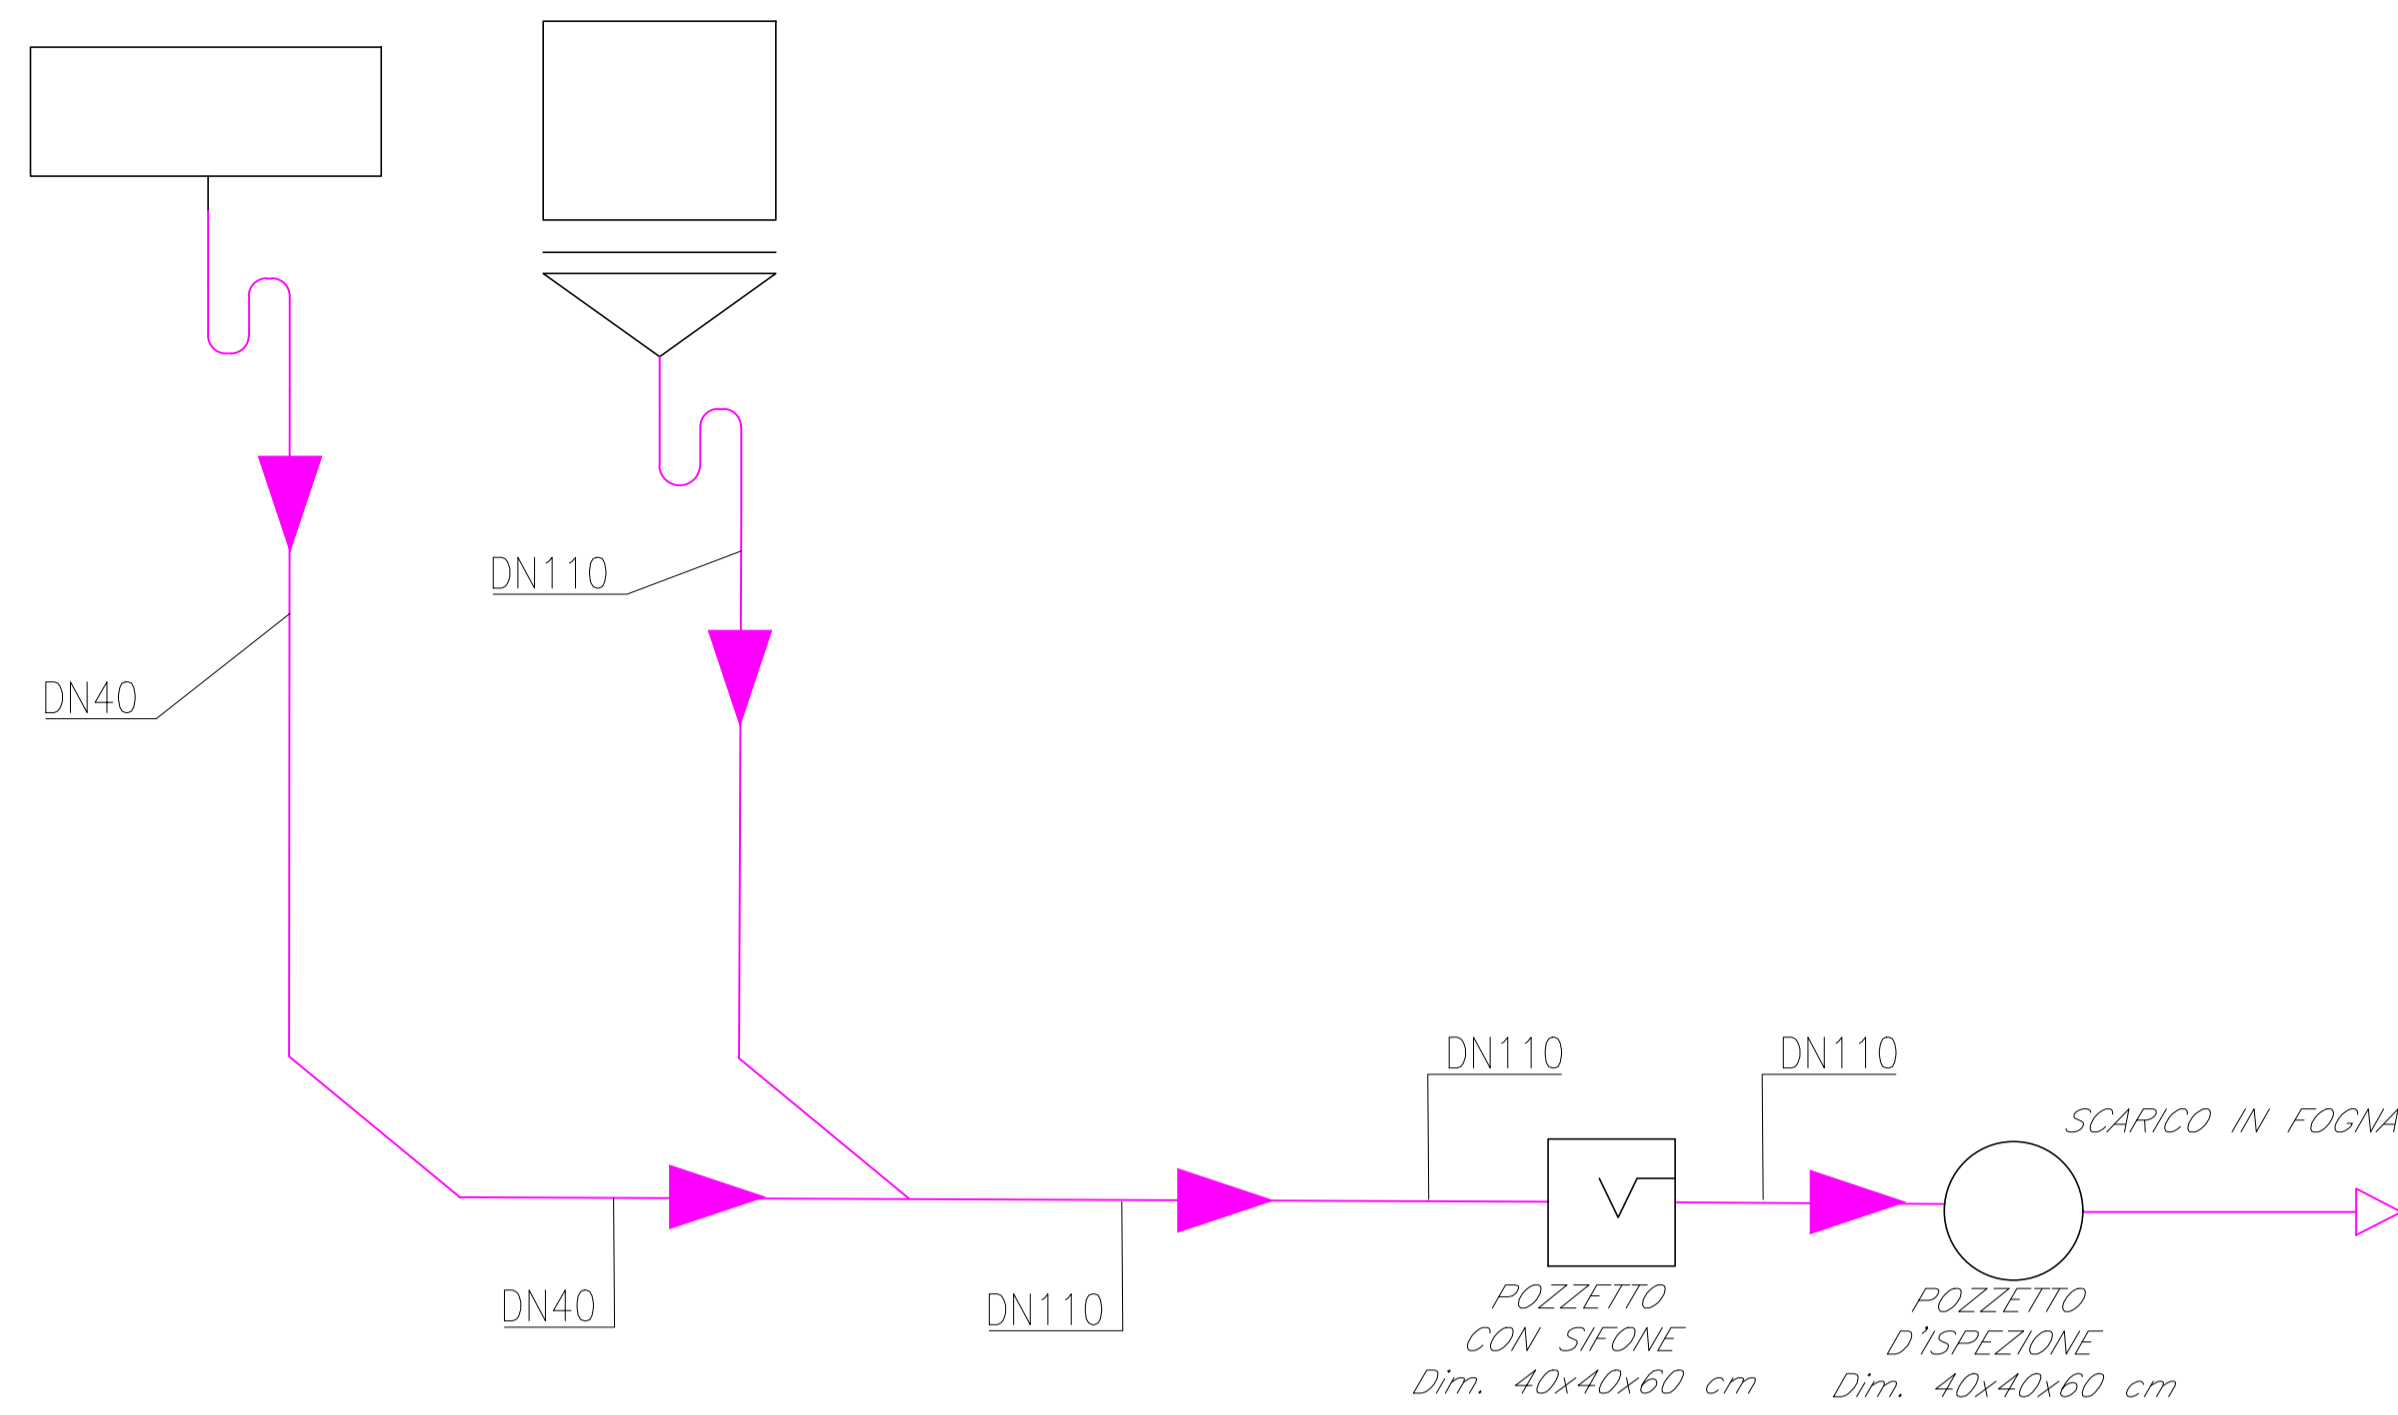 DN110
DN40
DN110
DN110
SCARICO IN FOGNA
DN40
DN110
POZZETTO
CON SIFONE
Dim. 40x40x60 cm
POZZETTO
D'ISPEZIONE
Dim. 40x40x60 cm